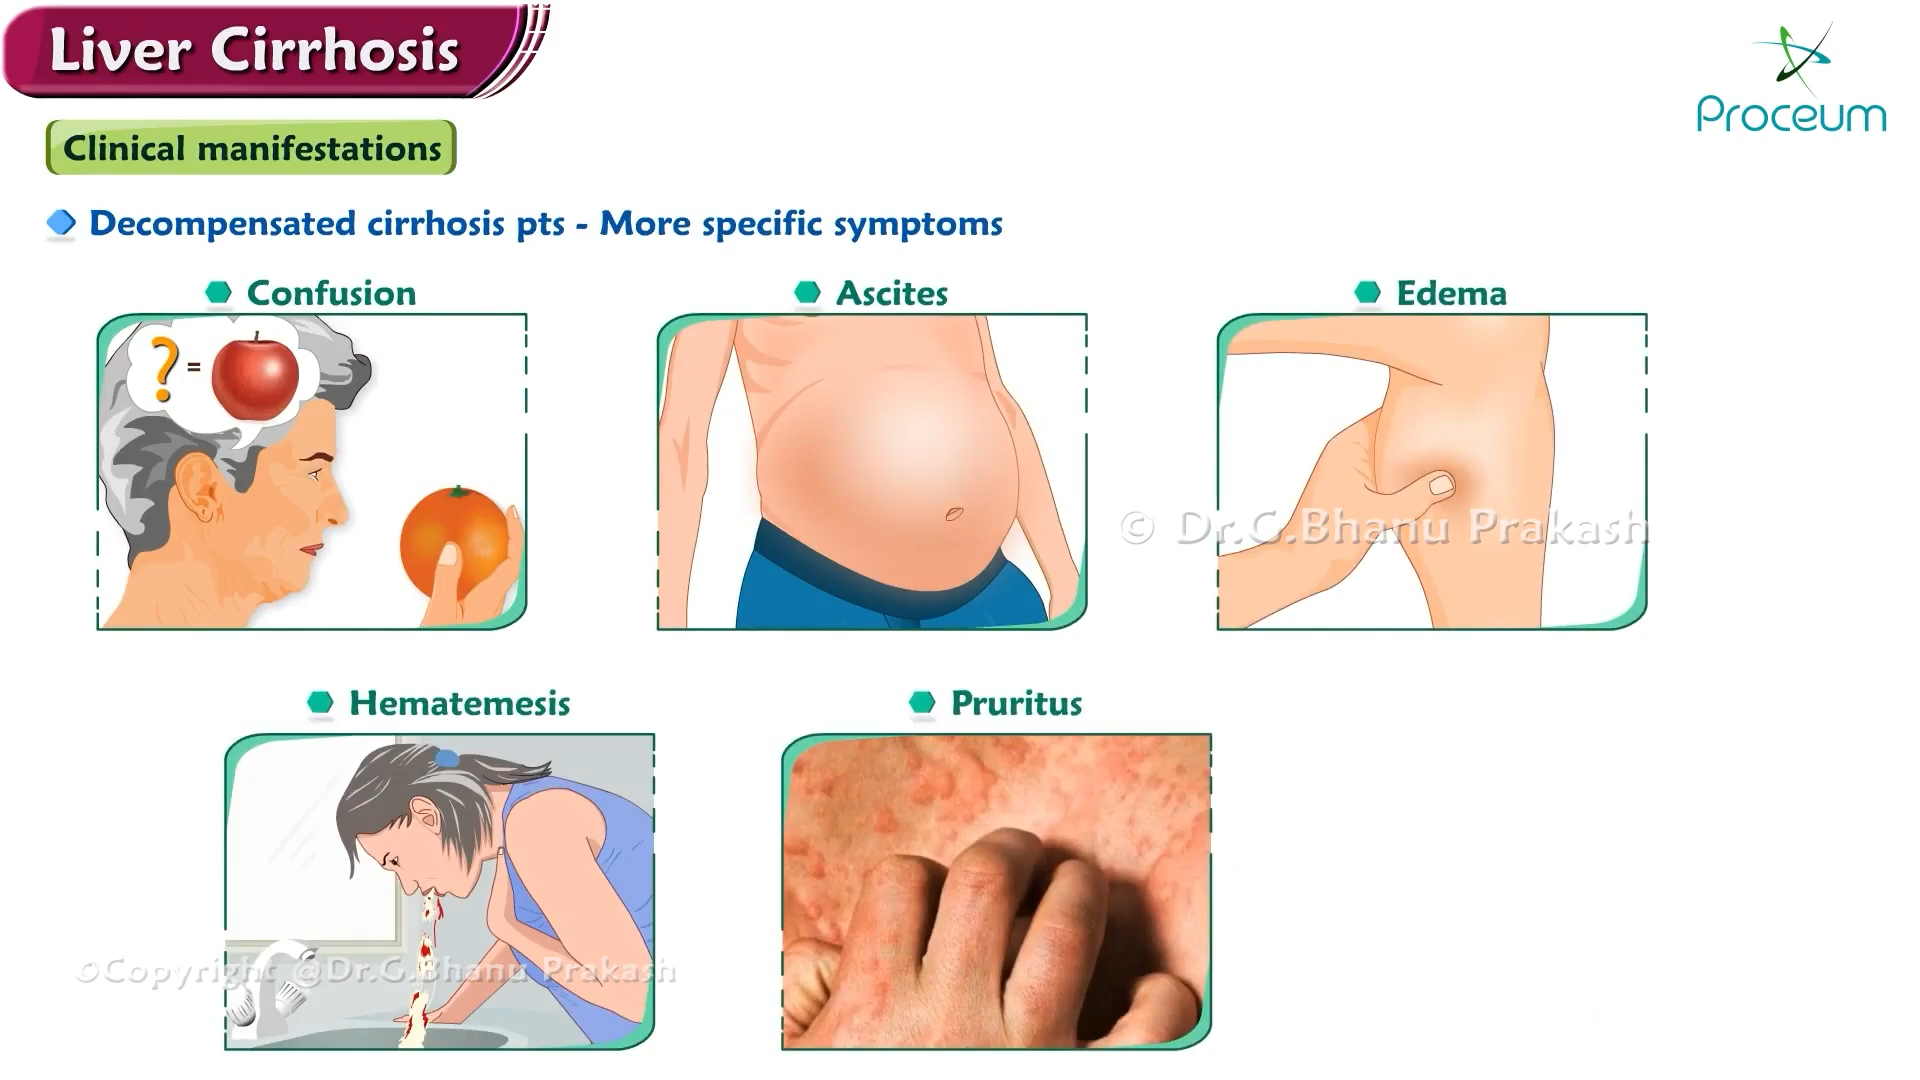 Liver Cirrhosis
Proceum
Clinical manifestations
Decompensated cirrhosis pts - More specific symptoms
Confusion
Ascites
Edema
? =
© Dr.G.Bhanu Prakash
Hematemesis
Pruritus
©Copyright @Dr.G.Bhanu Prakash